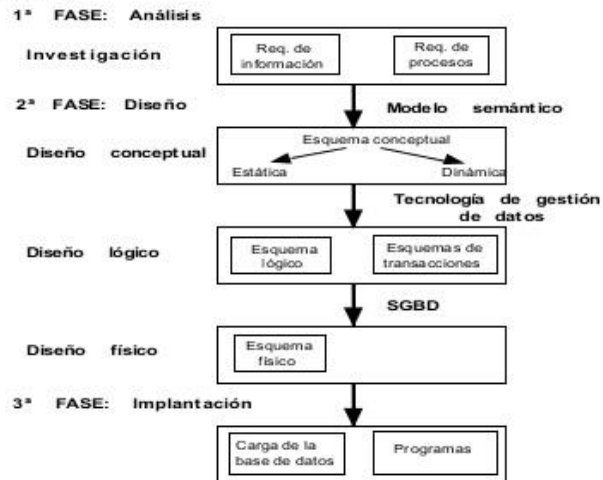 1ª FASE: Análisis
Investigación
Req. de
información
Req. de
procesos
2ª FASE: Diseño
Modelo semántico
Diseño conceptual
Esquema conceptual
Estática
Dinámica
Tecnología de gestión
de datos
Diseño lógico
Esquema
lógico
Esquemas de
transacciones
SGBD
Diseño físico
Esquema
físico
3ª FASE: Implantación
Carga de la
base de datos
Programas